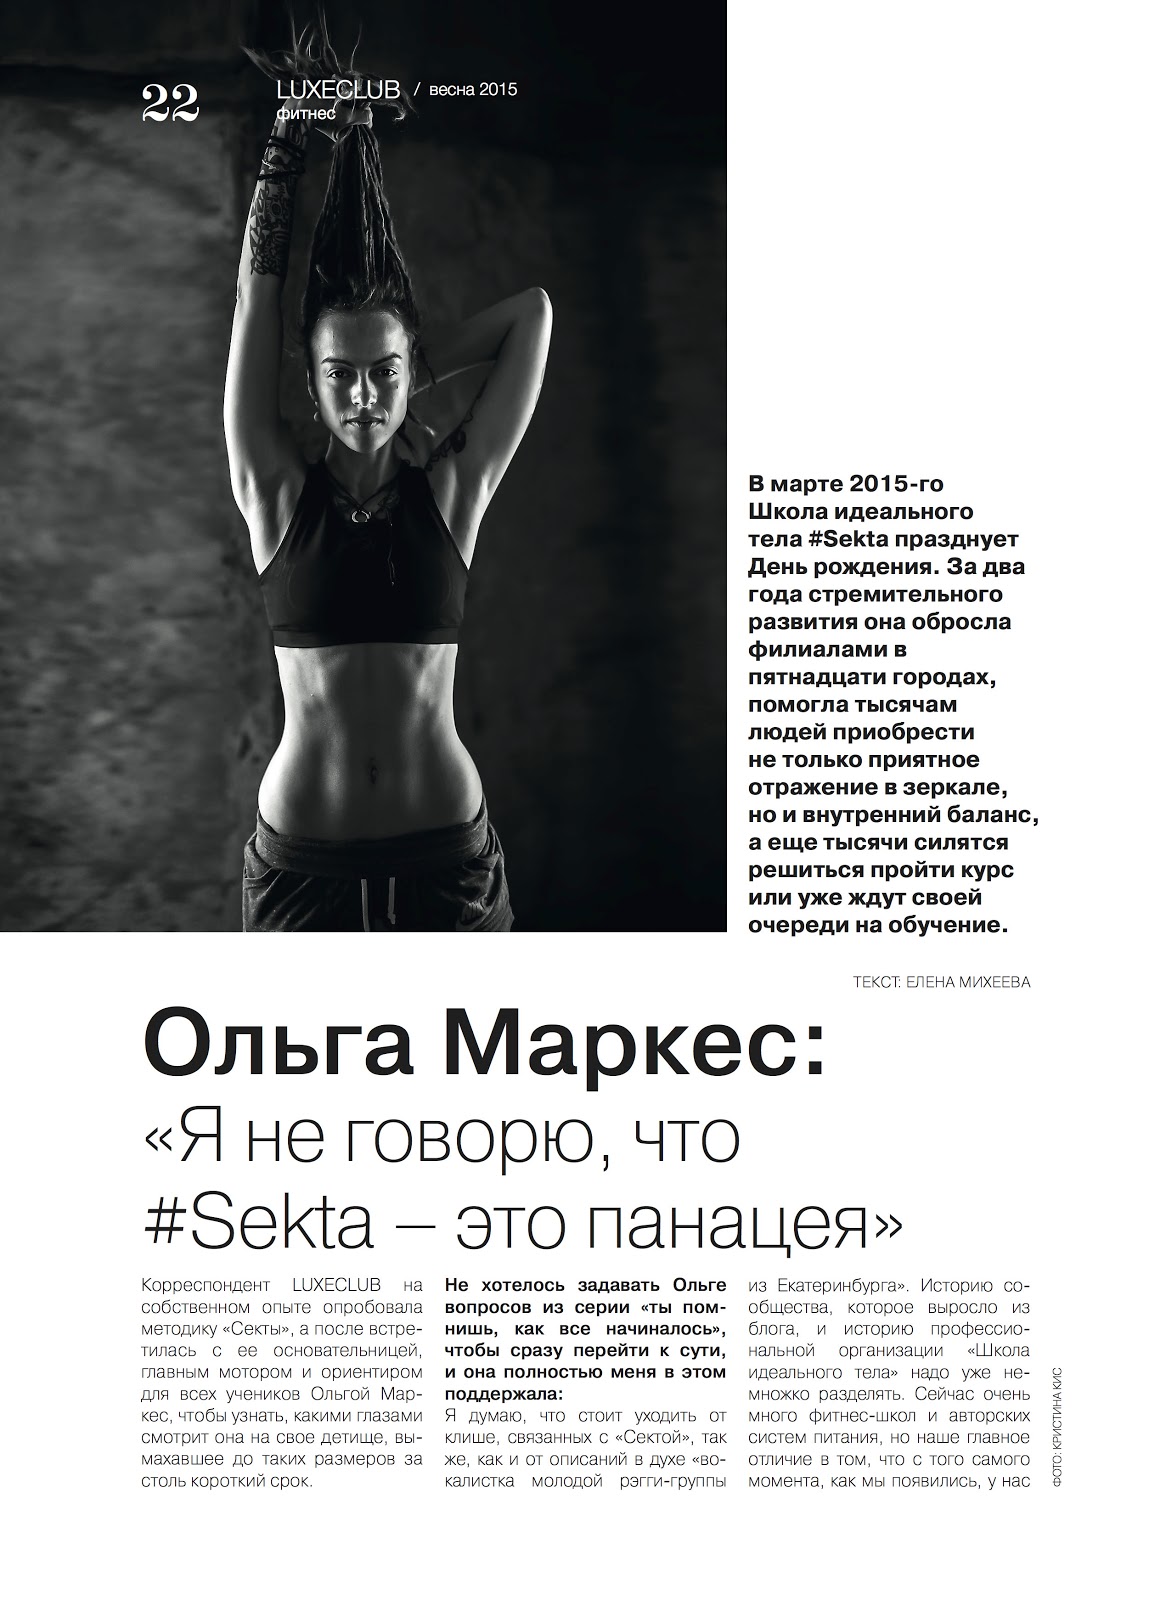 22
LUXECLUB / весна 2015
фитнес
В марте 2015-го
Школа идеального
тела #Sekta празднует
День рождения. За два
года стремительного
развития она обросла
филиалами в
пятнадцати городах,
помогла тысячам
людей приобрести
не только приятное
отражение в зеркале,
но и внутренний баланс,
а еще тысячи силятся
решиться пройти курс
или уже ждут своей
очереди на обучение.
ТЕКСТ: ЕЛЕНА МИХЕЕВА
Ольга Маркес:
«Я не говорю, что
#Sekta – это панацея»
Корреспондент LUXECLUB на
собственном опыте опробовала
методику «Секты», а после встре-
тилась с ее основательницей,
главным мотором и ориентиром
для всех учеников Ольгой Мар-
кес, чтобы узнать, какими глазами
смотрит она на свое детище, вы-
махавшее до таких размеров за
столь короткий срок.
Не хотелось задавать Ольге
вопросов из серии «ты пом-
нишь, как все начиналось»,
чтобы сразу перейти к сути,
и она полностью меня в этом
поддержала:
Я думаю, что стоит уходить от
клише, связанных с «Сектой», так
же, как и от описаний в духе «во-
калистка молодой рэгги-группы
из Екатеринбурга». Историю со-
общества, которое выросло из
блога, и историю профессио-
нальной организации «Школа
идеального тела» надо уже не-
множко разделять. Сейчас очень
много фитнес-школ и авторских
систем питания, но наше главное
отличие в том, что с того самого
момента, как мы появились, у нас
ФОТО: КРИСТИНА КИС